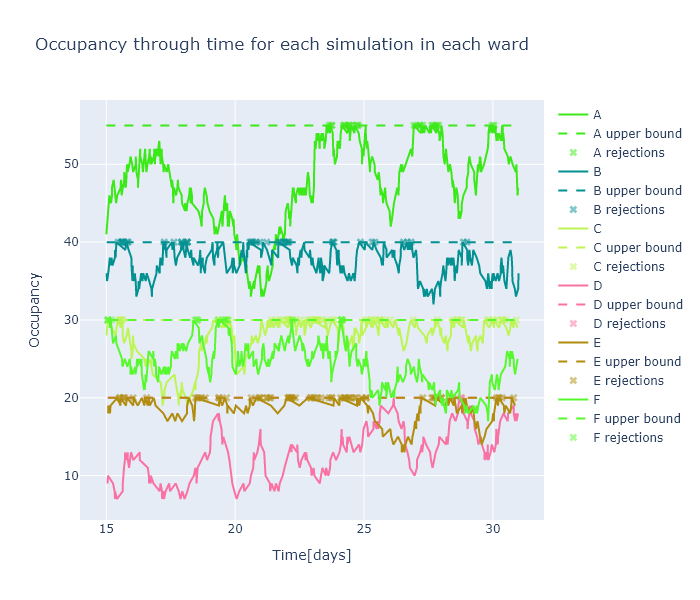 Occupancy through time for each simulation in each ward
50
40
30
20
10
15
20
25
30
Occupancy
Time[days]
A
A upper bound
A rejections
B
B upper bound
B rejections
C
C upper bound
C rejections
D
D upper bound
D rejections
E
E upper bound
E rejections
F
F upper bound
F rejections